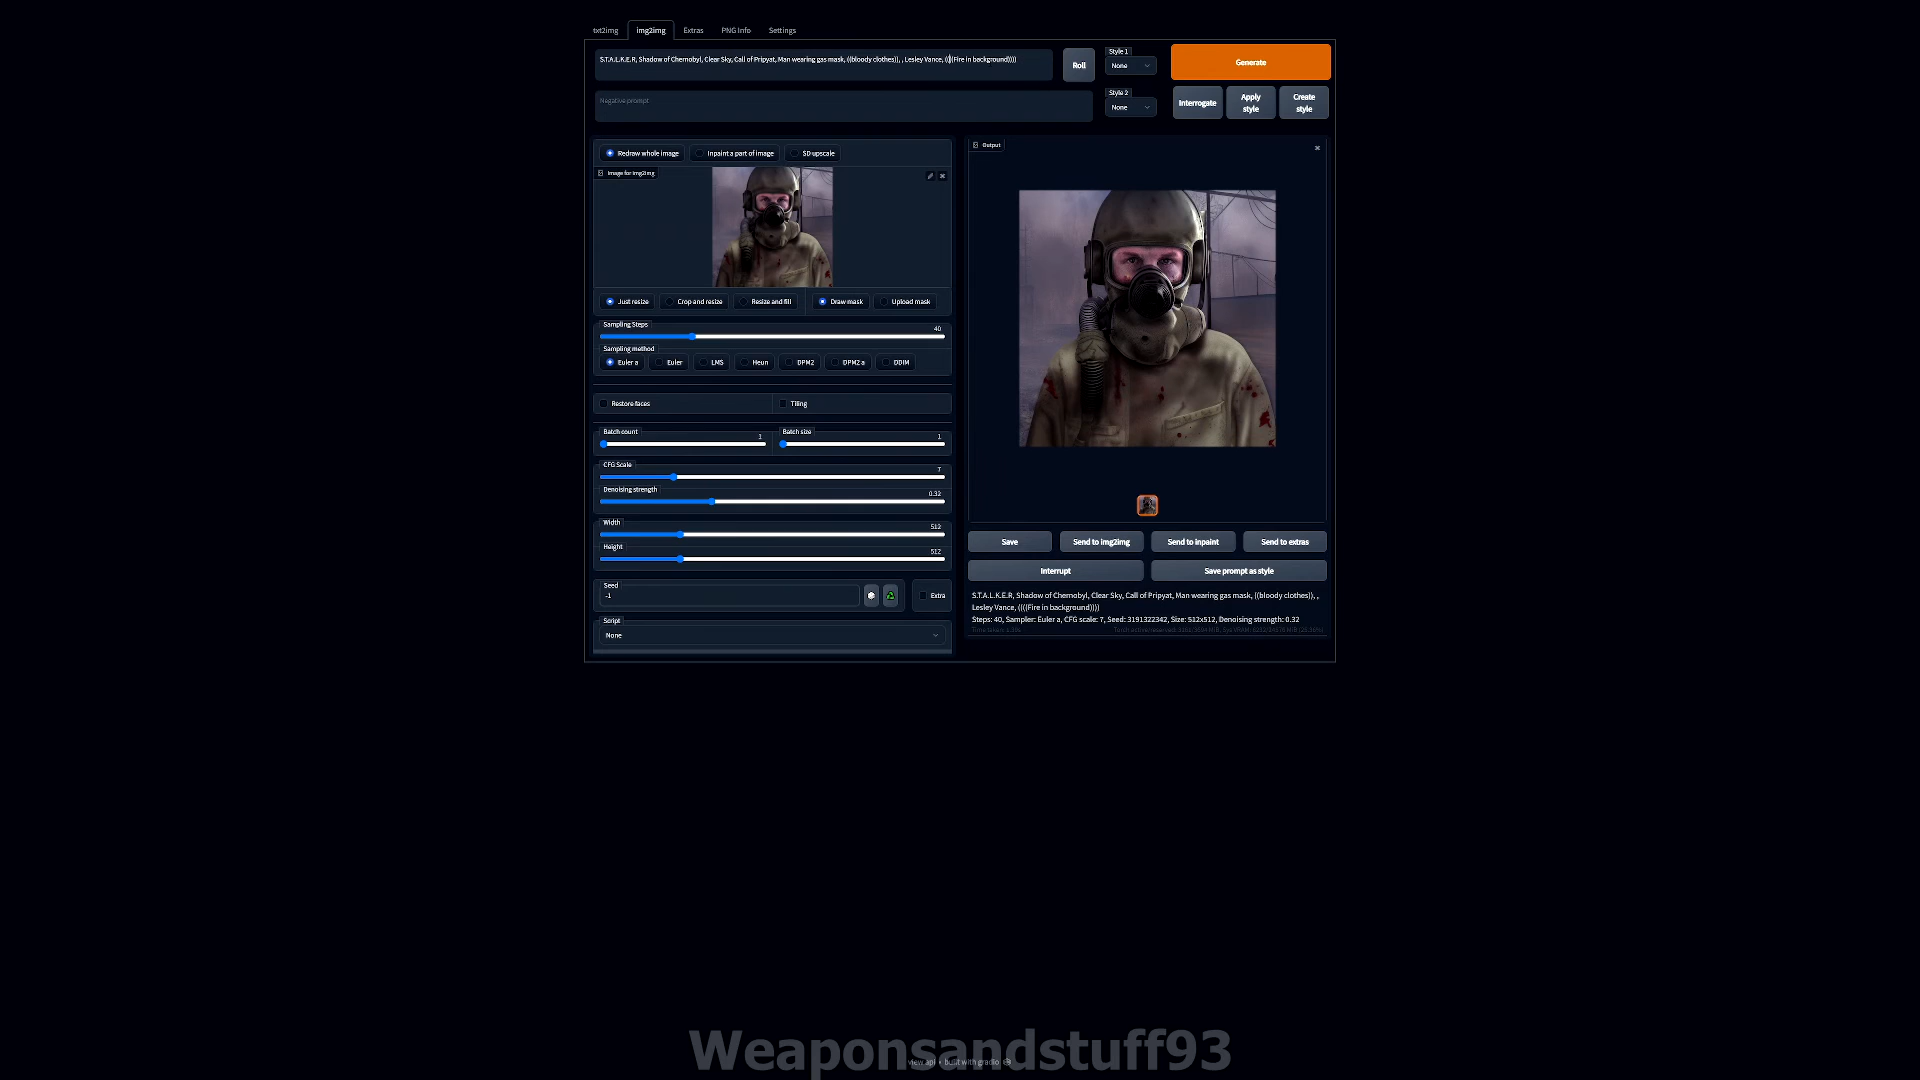 txt2img img2img Extras PNG Info Settings
S.T.A.L.K.E.R, Shadow of Chernobyl, Clear Sky, Call of Pripyat, Man wearing gas mask, ((bloody clothes)), , Lesley Vance, ((((Fire in background))))
Roll
Style 1
None
Generate
Negative prompt
Style 2
None
Interrogate
Apply style
Create style
Redraw whole image Inpaint a part of image SD upscale
Image for img2img
Just resize Crop and resize Resize and fill Draw mask Upload mask
Sampling Steps
40
Sampling method
Euler a Euler LMS Heun DPM2 DPM2 a DDIM
Restore faces Tiling
Batch count
1
Batch size
1
CFG Scale
7
Denoising strength
0.32
Width
512
Height
512
Seed
-1
Extra
Script
None
Output
Save Send to img2img Send to inpaint Send to extras
Interrupt Save prompt as style
S.T.A.L.K.E.R, Shadow of Chernobyl, Clear Sky, Call of Pripyat, Man wearing gas mask, ((bloody clothes)), ,
Lesley Vance, ((((Fire in background))))
Steps: 40, Sampler: Euler a, CFG scale: 7, Seed: 3191322342, Size: 512x512, Denoising strength: 0.32
Weaponsandstuff93
view api • built with gradio